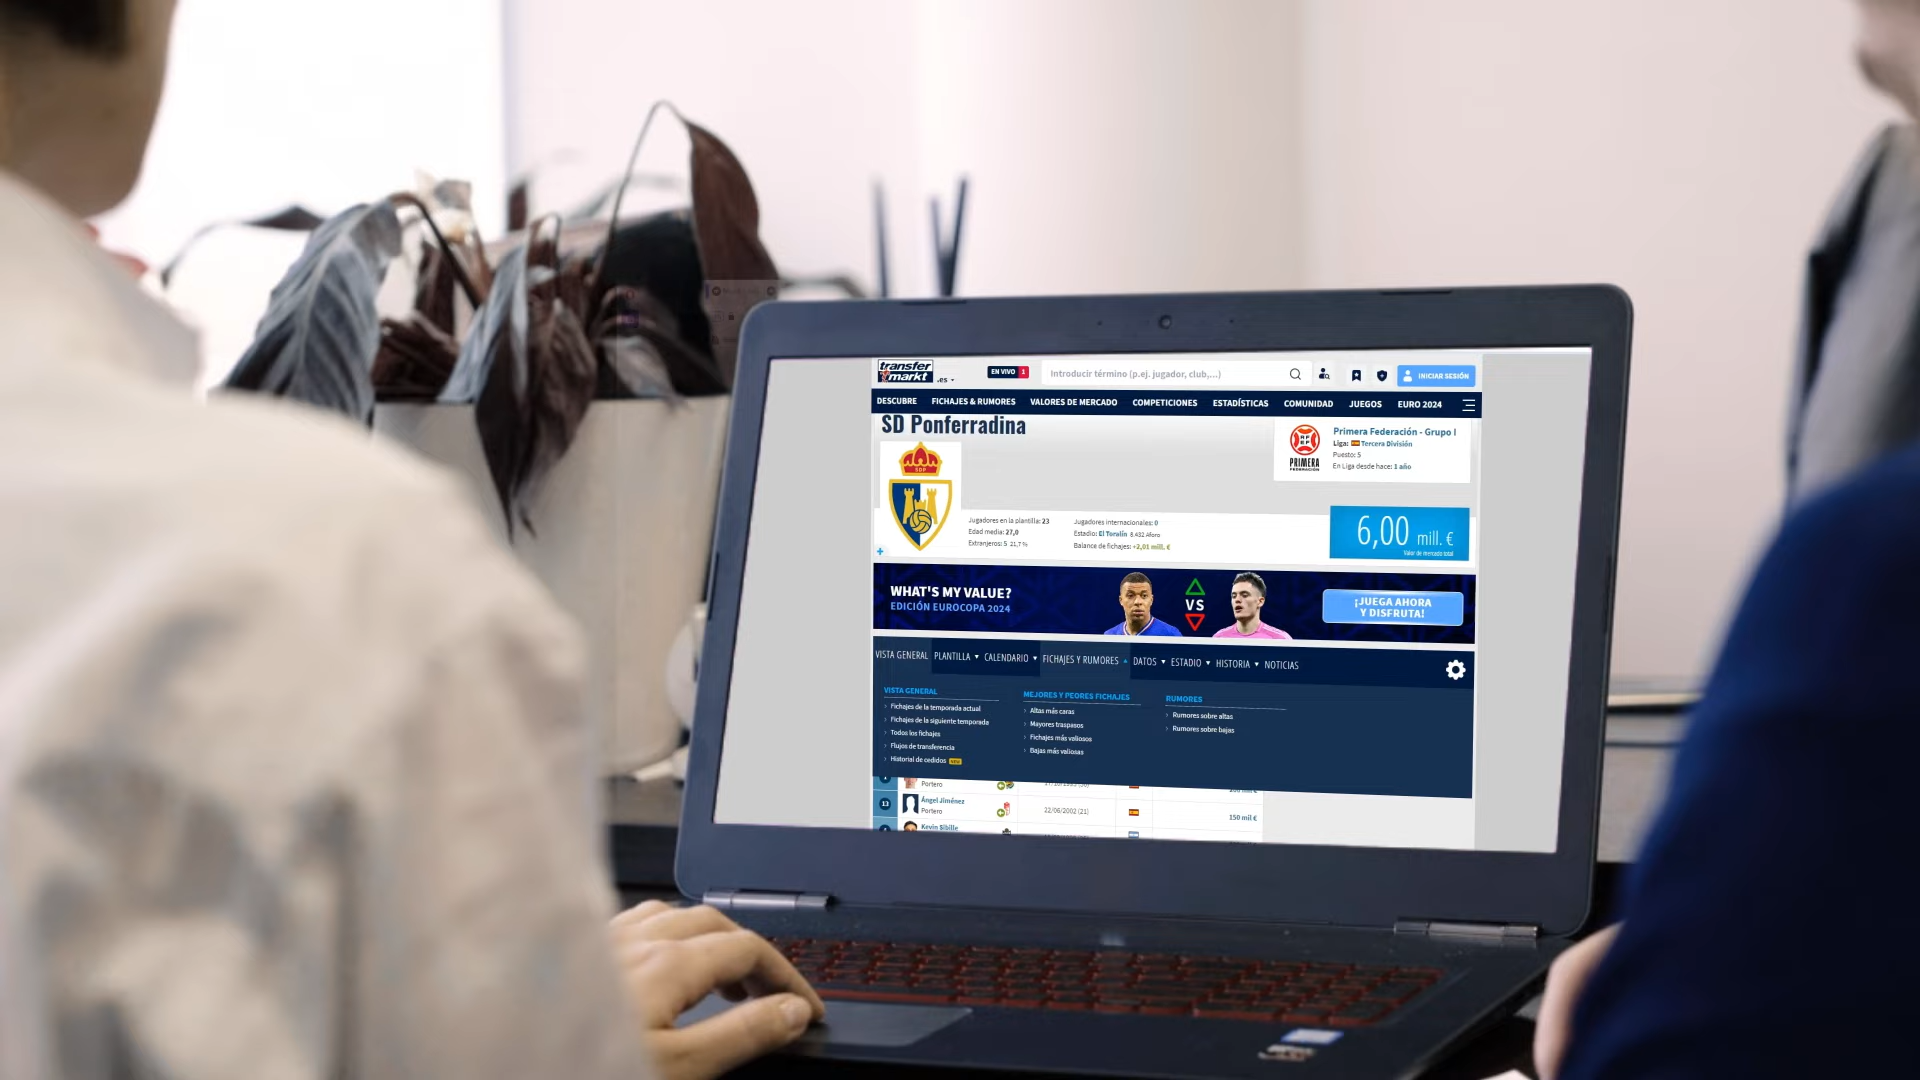 transfer
markt
.es
EN VIVO 1
Introducir término (p.ej. jugador, club,...)
INICIAR SESIÓN
DESCUBRE FICHAJES & RUMORES VALORES DE MERCADO COMPETICIONES ESTADÍSTICAS COMUNIDAD JUEGOS EURO 2024
SD Ponferradina
SDP
PRIMERA
FEDERACIÓN
Primera Federación - Grupo I
Liga: Tercera División
Puesto: 5
En Liga desde hace: 1 año
Jugadores en la plantilla: 23
Edad media: 27,0
Extranjeros: 5 21,7 %
Jugadores internacionales: 0
Estadio: El Toralín 8.432 Aforo
Balance de fichajes: +2,01 mill. €
6,00 mill. €
Valor de mercado total
+
WHAT'S MY VALUE?
EDICIÓN EUROCOPA 2024
VS
¡JUEGA AHORA
Y DISFRUTA!
VISTA GENERAL PLANTILLA CALENDARIO FICHAJES Y RUMORES DATOS ESTADIO HISTORIA NOTICIAS
VISTA GENERAL
Fichajes de la temporada actual
Fichajes de la siguiente temporada
Todos los fichajes
Flujos de transferencia
Historial de cedidos NEW
MEJORES Y PEORES FICHAJES
Altas más caras
Mayores traspasos
Fichajes más valiosos
Bajas más valiosas
RUMORES
Rumores sobre altas
Rumores sobre bajas
Portero
13
Ángel Jiménez
Portero
22/06/2002 (21)
150 mil €
Kevin Sibille